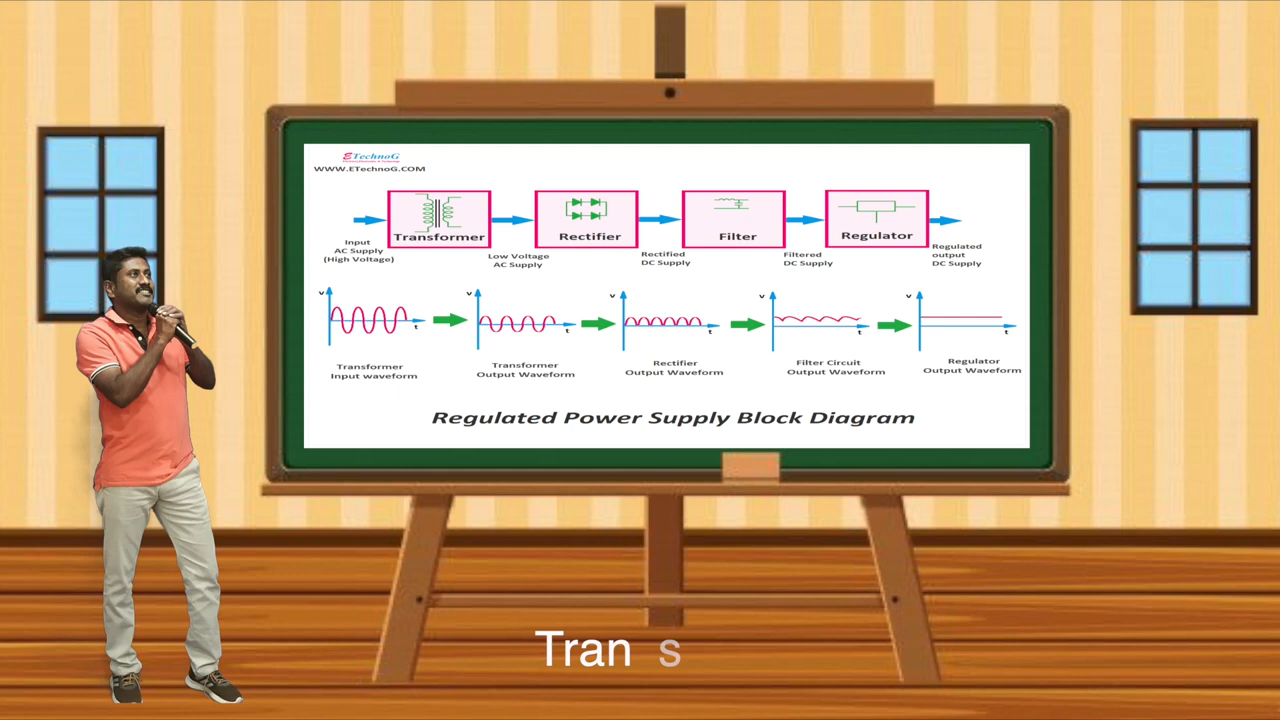 ETechnoG
WWW.ETechnoG.COM
Transformer
Rectifier
Filter
Regulator
Input
AC Supply
(High Voltage)
Low Voltage
AC Supply
Rectified
DC Supply
Filtered
DC Supply
Regulated
output
DC Supply
v
t
v
t
v
t
v
t
v
t
Transformer
Input waveform
Transformer
Output Waveform
Rectifier
Output Waveform
Filter Circuit
Output Waveform
Regulator
Output Waveform
Regulated Power Supply Block Diagram
Tran s